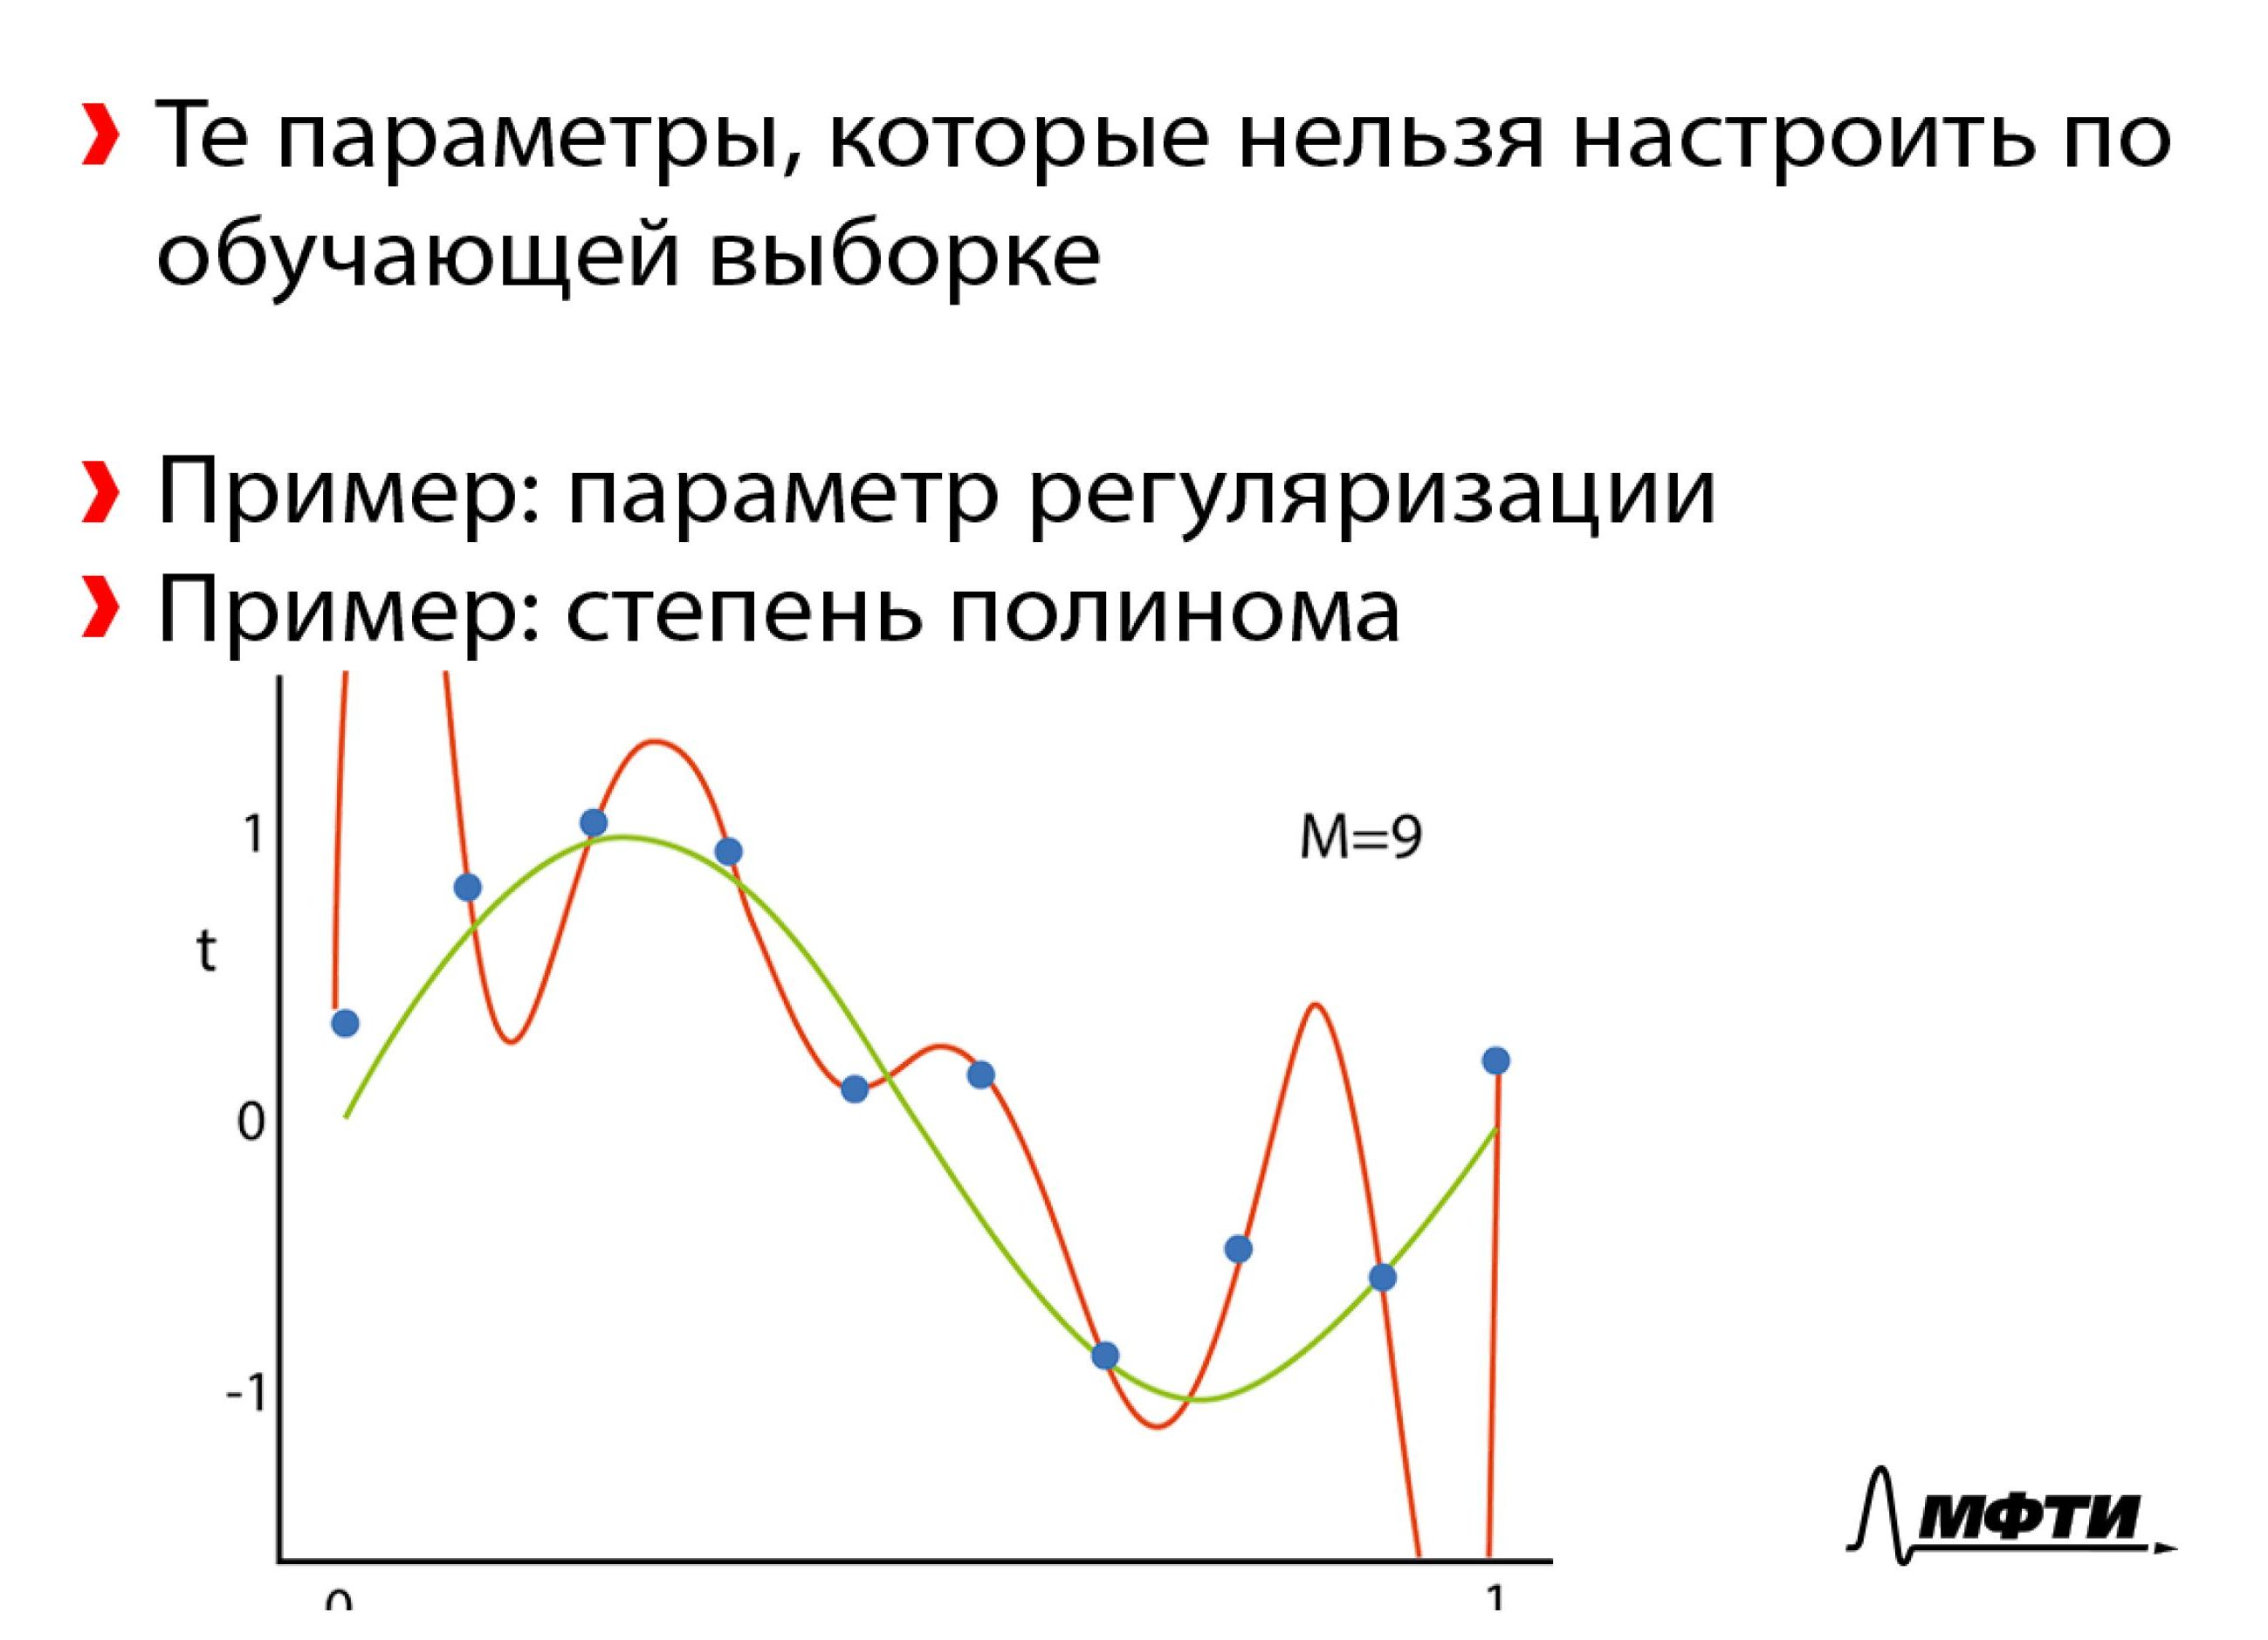 Те параметры, которые нельзя настроить по
обучающей выборке
Пример: параметр регуляризации
Пример: степень полинома
1
M=9
t
0
-1
МФТИ
0
1